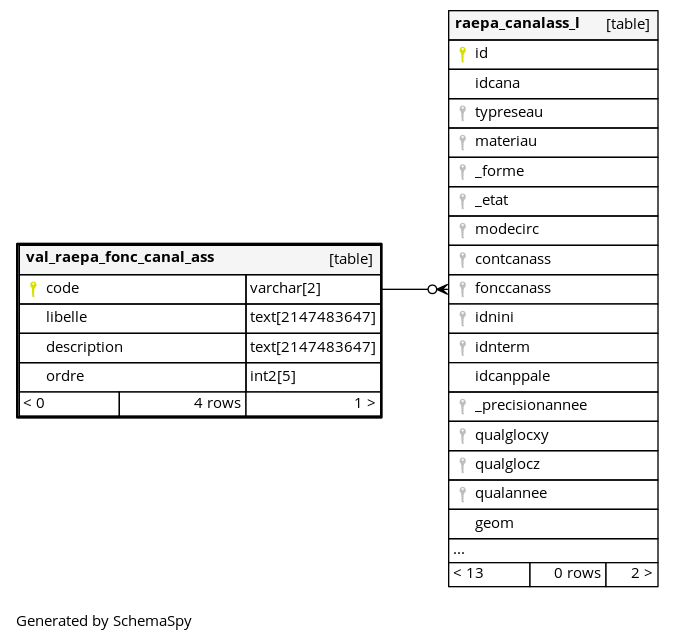 raepa_canalass_l [table]
id
idcana
typreseau
materiau
_forme
_etat
modecirc
contcanass
fonccanass
idnini
idnterm
idcanppale
_precisionannee
qualglocxy
qualglocz
qualannee
geom
...
< 13 0 rows 2 >
val_raepa_fonc_canal_ass [table]
code varchar[2]
libelle text[2147483647]
description text[2147483647]
ordre int2[5]
< 0 4 rows 1 >
Generated by SchemaSpy